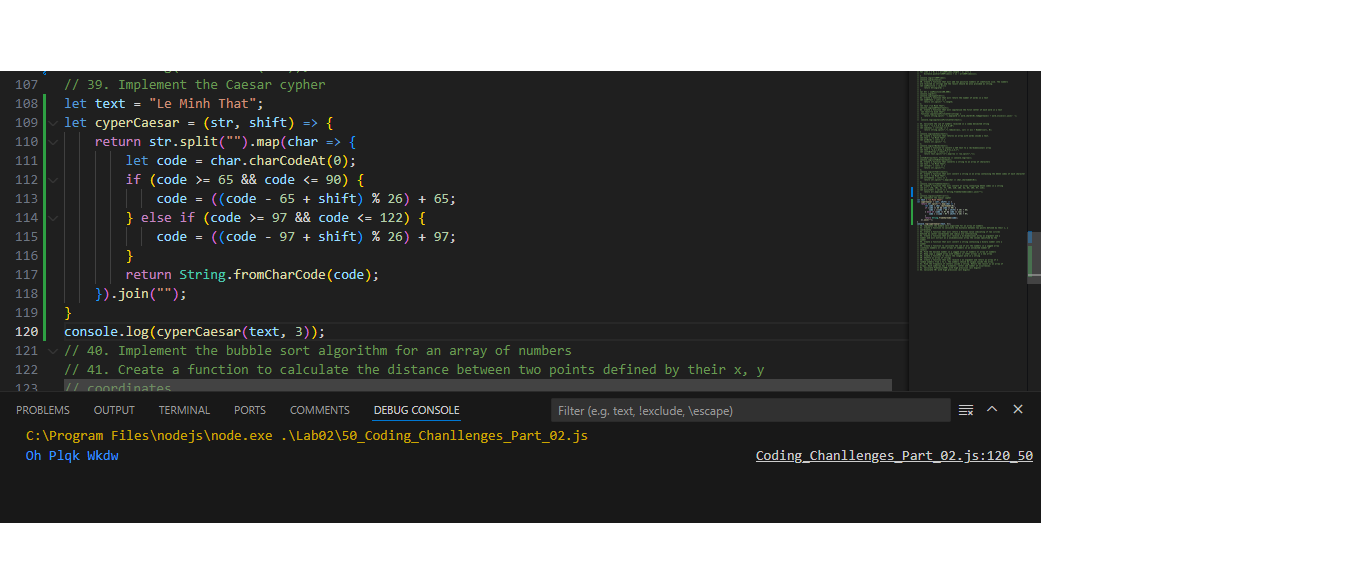 107 // 39. Implement the Caesar cypher
108 let text = "Le Minh That";
109 let cyperCaesar = (str, shift) => {
110 return str.split("").map(char => {
111 let code = char.charCodeAt(0);
112 if (code >= 65 && code <= 90) {
113 code = ((code - 65 + shift) % 26) + 65;
114 } else if (code >= 97 && code <= 122) {
115 code = ((code - 97 + shift) % 26) + 97;
116 }
117 return String.fromCharCode(code);
118 }).join("");
119 }
120 console.log(cyperCaesar(text, 3));
121 // 40. Implement the bubble sort algorithm for an array of numbers
122 // 41. Create a function to calculate the distance between two points defined by their x, y
123 // coordinates
PROBLEMS OUTPUT TERMINAL PORTS COMMENTS DEBUG CONSOLE Filter (e.g. text, !exclude, \escape)
C:\Program Files\nodejs\node.exe .\Lab02\50_Coding_Chanllenges_Part_02.js
Oh Plqk Wkdw Coding_Chanllenges_Part_02.js:120_50